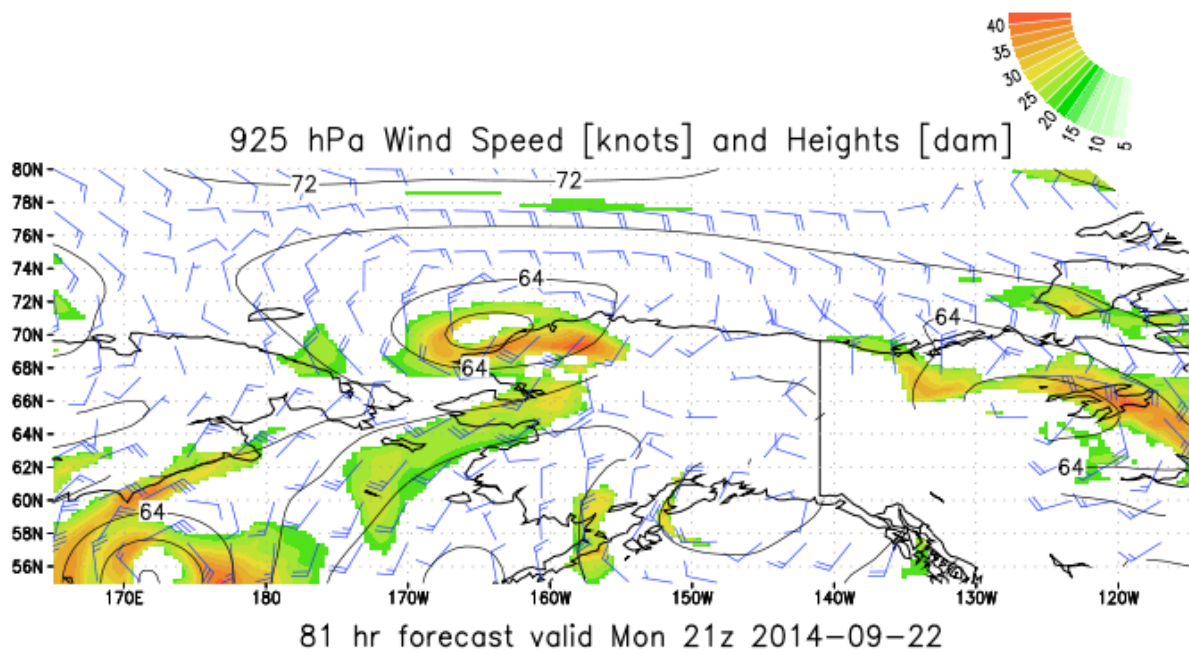 40
35
30
25
20
15
10
5
925 hPa Wind Speed [knots] and Heights [dam]
80N
72
72
78N
76N
74N
64
72N
64
70N
68N
64
66N
64N
62N
64
60N
64
58N
56N
170E 180 170W 160W 150W 140W 130W 120W
81 hr forecast valid Mon 21z 2014-09-22